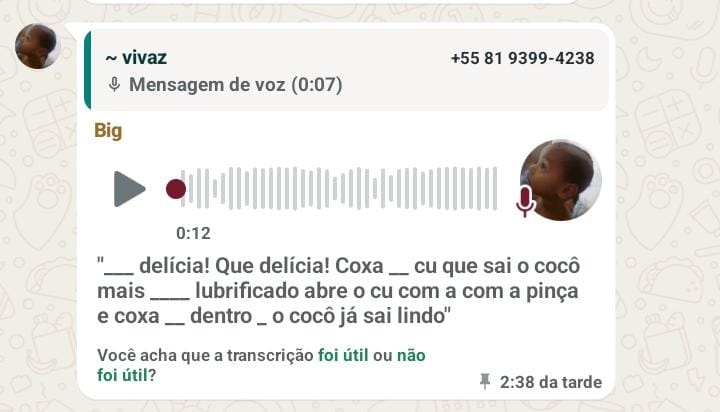 ~ vivaz +55 81 9399-4238
Mensagem de voz (0:07)
Big
0:12
"___ delícia! Que delícia! Coxa __ cu que sai o cocô
mais ____ lubrificado abre o cu com a com a pinça
e coxa __ dentro _ o cocô já sai lindo"
Você acha que a transcrição foi útil ou não
foi útil?
2:38 da tarde